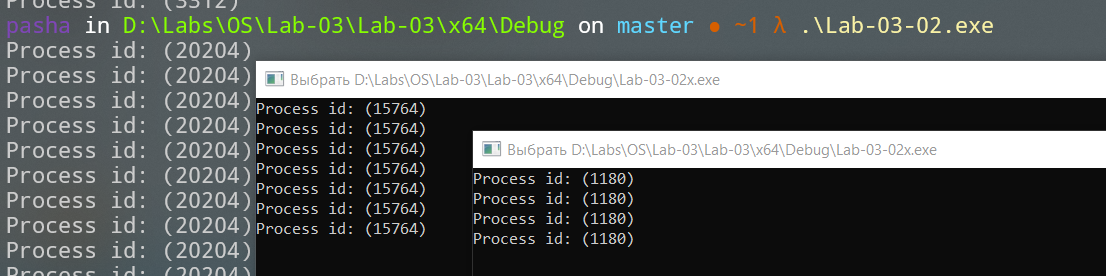 Process id: (3312)
pasha in D:\Labs\OS\Lab-03\Lab-03\x64\Debug on master ● ~1 λ .\Lab-03-02.exe
Process id: (20204)
Process id: (20204)
Process id: (20204)
Process id: (20204)
Process id: (20204)
Process id: (20204)
Process id: (20204)
Process id: (20204)
Process id: (20204)
Process id: (20204)
Выбрать D:\Labs\OS\Lab-03\Lab-03\x64\Debug\Lab-03-02x.exe
Process id: (15764)
Process id: (15764)
Process id: (15764)
Process id: (15764)
Process id: (15764)
Process id: (15764)
Process id: (15764)
Выбрать D:\Labs\OS\Lab-03\Lab-03\x64\Debug\Lab-03-02x.exe
Process id: (1180)
Process id: (1180)
Process id: (1180)
Process id: (1180)